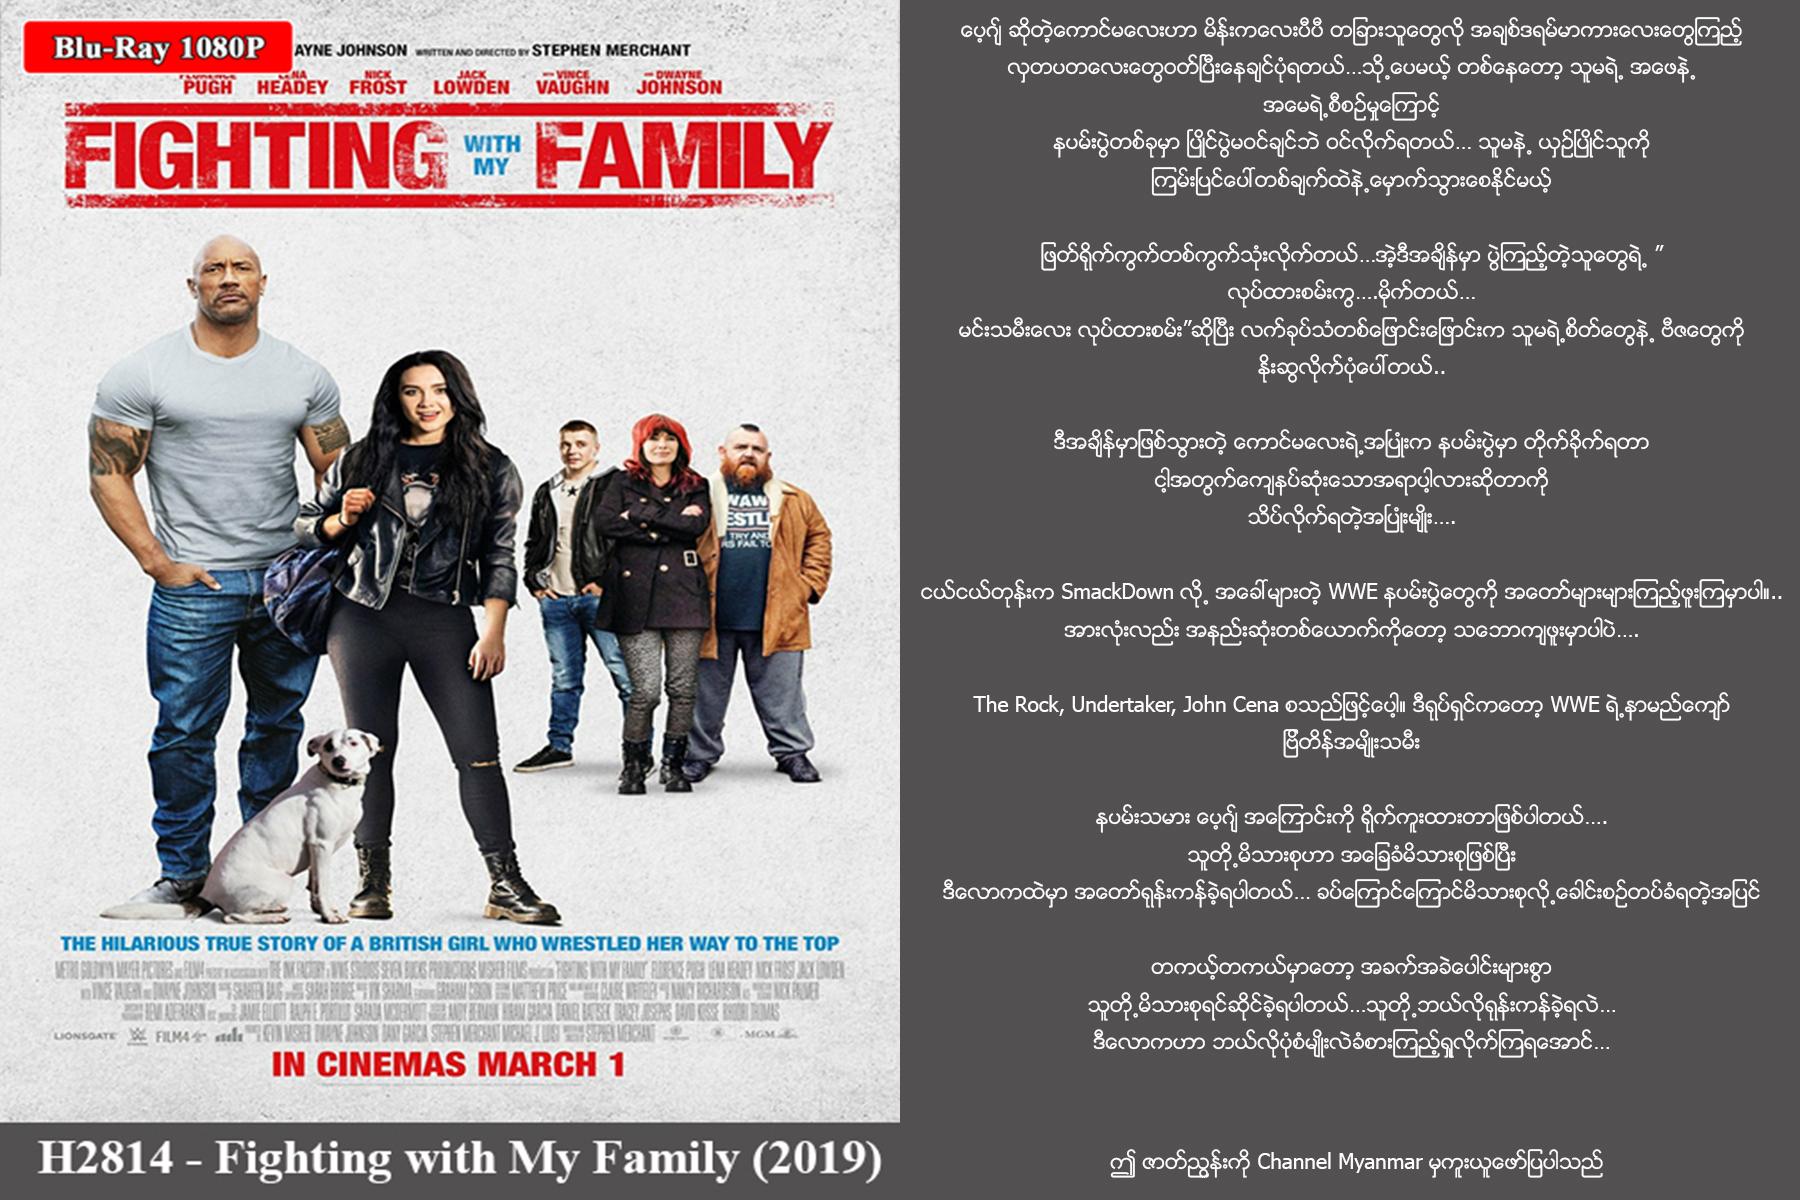 Blu-Ray 1080P
AYNE JOHNSON WRITTEN AND DIRECTED BY STEPHEN MERCHANT
PUGH HEADEY NICK FROST JACK LOWDEN VINCE VAUGHN DWAYNE JOHNSON
FIGHTING WITH MY FAMILY
WAW
ESTL
TRY AND
RS FAIL TO
THE HILARIOUS TRUE STORY OF A BRITISH GIRL WHO WRESTLED HER WAY TO THE TOP
LIONSGATE FILM4 MGM
IN CINEMAS MARCH 1
H2814 - Fighting with My Family (2019)
ပေ့ဂျ် ဆိုတဲ့ကောင်မလေးဟာ မိန်းကလေးပီပီ တခြားသူတွေလို အချစ်ဒရမ်မာကားလေးတွေကြည့်
လှတပတလေးတွေဝတ်ပြီးနေချင်ပုံရတယ်...သို့ပေမယ့် တစ်နေတော့ သူမရဲ့ အဖေနဲ့
အမေရဲ့စီစဉ်မှုကြောင့်
နပမ်းပွဲတစ်ခုမှာ ပြိုင်ပွဲမဝင်ချင်ဘဲ ဝင်လိုက်ရတယ်... သူမနဲ့ ယှဉ်ပြိုင်သူကို
ကြမ်းပြင်ပေါ်တစ်ချက်ထဲနဲ့မှောက်သွားစေနိုင်မယ့်
ဖြတ်ရိုက်ကွက်တစ်ကွက်သုံးလိုက်တယ်...အဲ့ဒီအချိန်မှာ ပွဲကြည့်တဲ့သူတွေရဲ့ "
လုပ်ထားစမ်းကွ....မိုက်တယ်...
မင်းသမီးလေး လုပ်ထားစမ်း"ဆိုပြီး လက်ခုပ်သံတစ်ဖြောင်းဖြောင်းက သူမရဲ့စိတ်တွေနဲ့ ဗီဇတွေကို
နိုးဆွလိုက်ပုံပေါ်တယ်..
ဒီအချိန်မှာဖြစ်သွားတဲ့ ကောင်မလေးရဲ့အပြုံးက နပမ်းပွဲမှာ တိုက်ခိုက်ရတာ
ငါ့အတွက်ကျေနပ်ဆုံးသောအရာပါ့လားဆိုတာကို
သိပ်လိုက်ရတဲ့အပြုံးမျိုး....
ငယ်ငယ်တုန်းက SmackDown လို့ အခေါ်များတဲ့ WWE နပမ်းပွဲတွေကို အတော်များများကြည့်ဖူးကြမှာပါ။..
အားလုံးလည်း အနည်းဆုံးတစ်ယောက်ကိုတော့ သဘောကျဖူးမှာပါပဲ....
The Rock, Undertaker, John Cena စသည်ဖြင့်ပေါ့။ ဒီရုပ်ရှင်ကတော့ WWE ရဲ့နာမည်ကျော်
ဗြိတိန်အမျိုးသမီး
နပမ်းသမား ပေ့ဂျ် အကြောင်းကို ရိုက်ကူးထားတာဖြစ်ပါတယ်....
သူတို့မိသားစုဟာ အခြေခံမိသားစုဖြစ်ပြီး
ဒီလောကထဲမှာ အတော်ရုန်းကန်ခဲ့ရပါတယ်... ခပ်ကြောင်ကြောင်မိသားစုလို့ခေါင်းစဉ်တပ်ခံရတဲ့အပြင်
တကယ့်တကယ်မှာတော့ အခက်အခဲပေါင်းများစွာ
သူတို့မိသားစုရင်ဆိုင်ခဲ့ရပါတယ်...သူတို့ဘယ်လိုရုန်းကန်ခဲ့ရလဲ...
ဒီလောကဟာ ဘယ်လိုပုံစံမျိုးလဲခံစားကြည့်ရှုလိုက်ကြရအောင်...
ဤ ဇာတ်ညွှန်းကို Channel Myanmar မှကူးယူဖော်ပြပါသည်